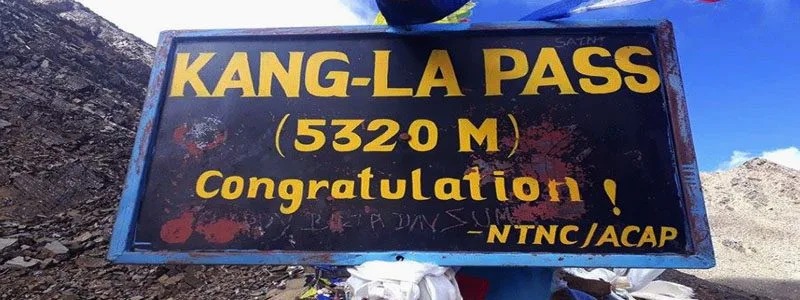 KANG-LA PASS
(5320 M)
Congratulation !
-NTNC/ACAP